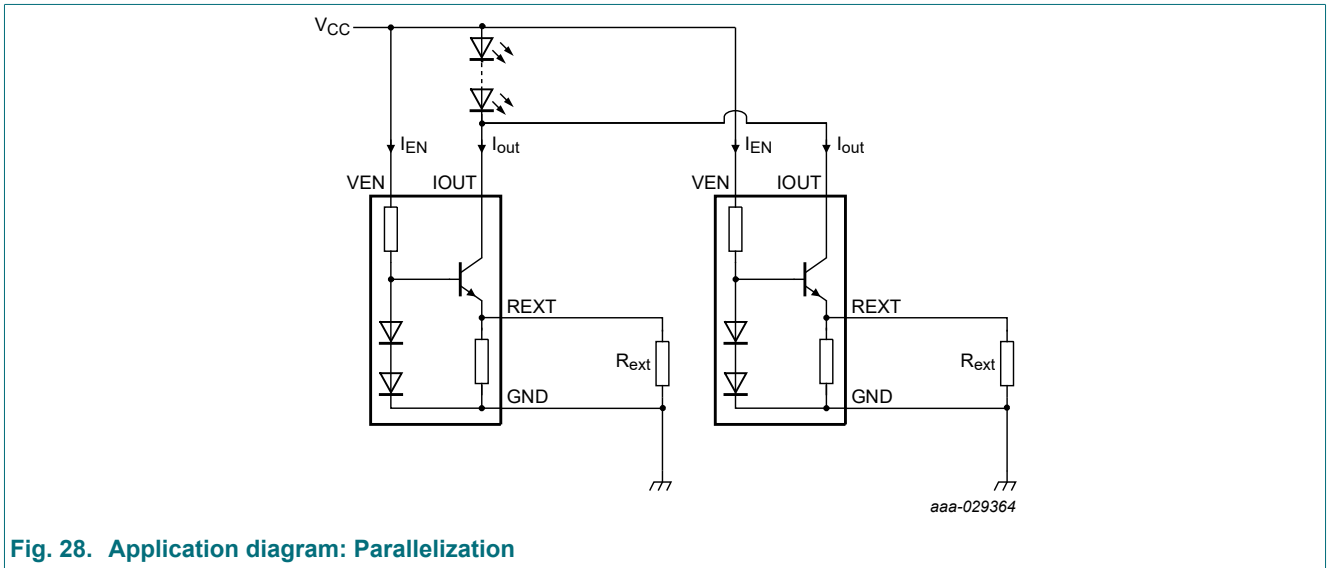 VCC
IEN Iout IEN Iout
VEN IOUT VEN IOUT
REXT REXT
Rext Rext
GND GND
aaa-029364
Fig. 28. Application diagram: Parallelization